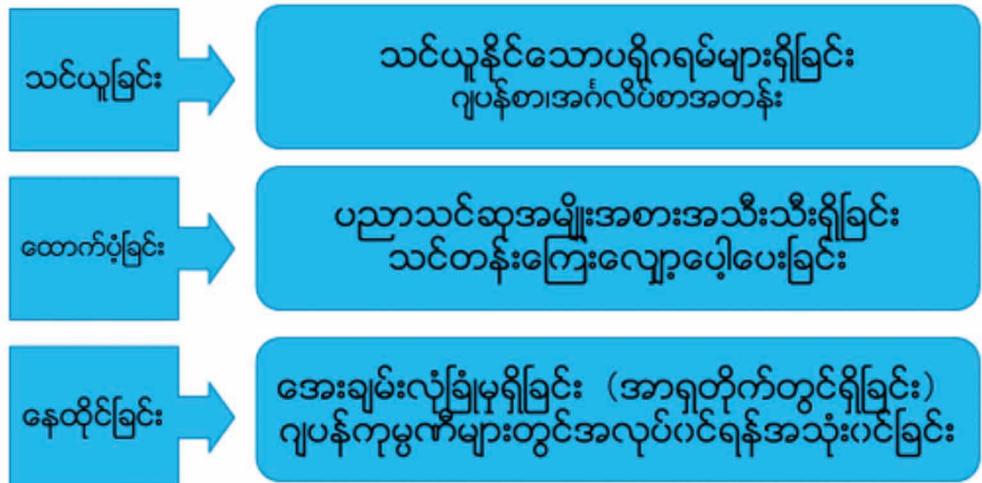 သင်ယူခြင်း
သင်ယူနိုင်သောပရိုဂရမ်များရှိခြင်း
ဂျပန်စာ၊အင်္ဂလိပ်စာအတန်း
ထောက်ပံ့ခြင်း
ပညာသင်ဆုအမျိုးအစားအသီးသီးရှိခြင်း
သင်တန်းကြေးလျှော့ပေါ့ပေးခြင်း
နေထိုင်ခြင်း
အေးချမ်းလုံခြုံမှုရှိခြင်း (အာရှတိုက်တွင်ရှိခြင်း)
ဂျပန်ကုမ္ပဏီများတွင်အလုပ်ဝင်ရန်အသုံးဝင်ခြင်း